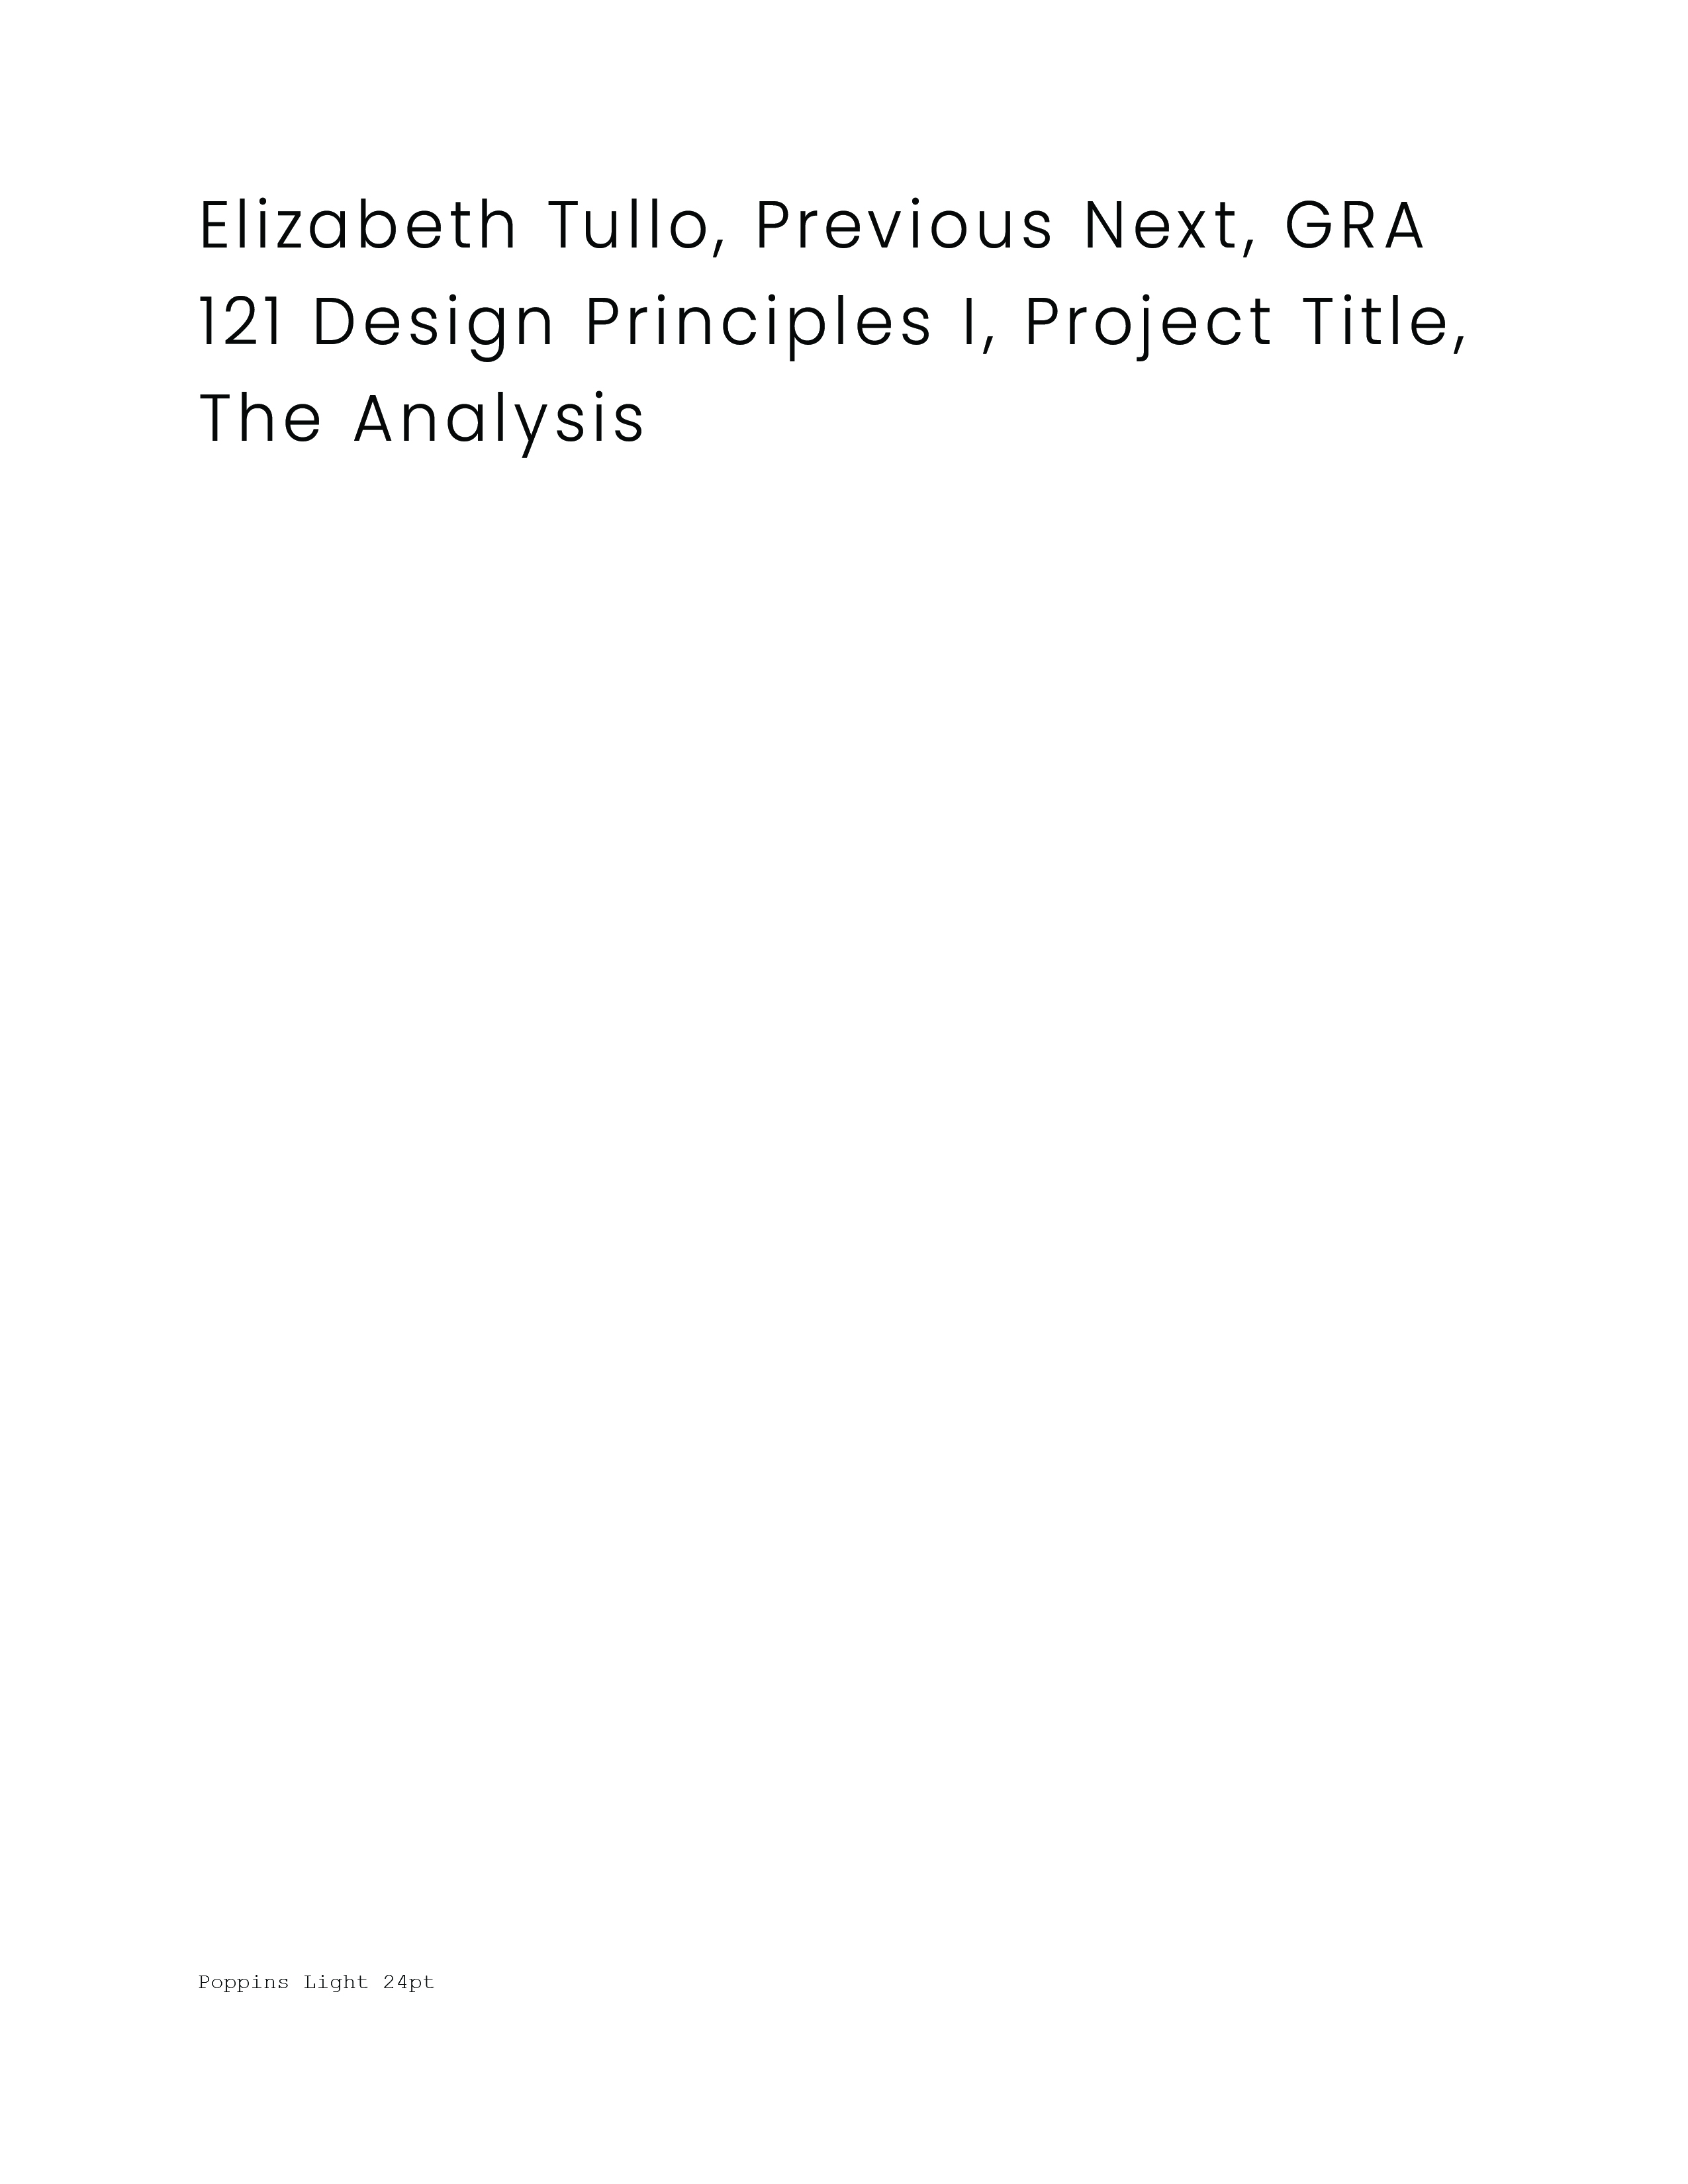 Elizabeth Tullo, Previous Next, GRA
121 Design Principles I, Project Title,
The Analysis
Poppins Light 24pt